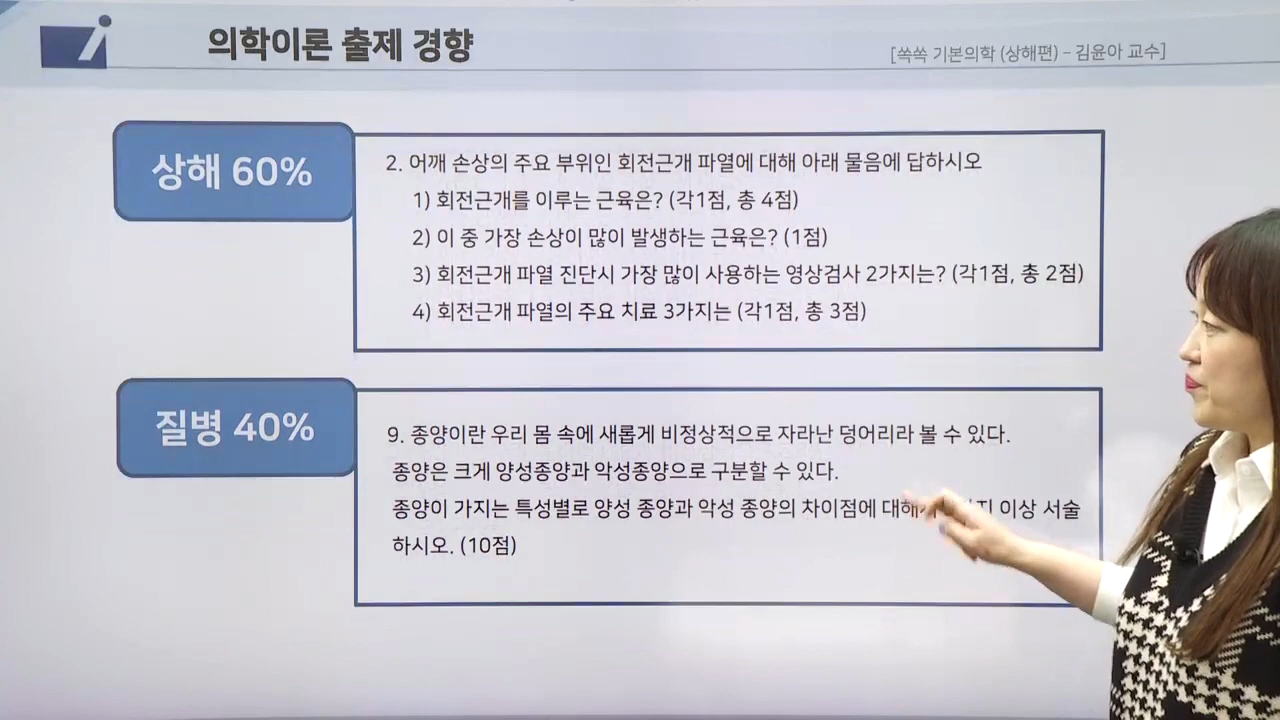 의학이론 출제 경향
[쏙쏙 기본의학 (상해편) - 김윤아 교수]
상해 60%
2. 어깨 손상의 주요 부위인 회전근개 파열에 대해 아래 물음에 답하시오
1) 회전근개를 이루는 근육은? (각1점, 총 4점)
2) 이 중 가장 손상이 많이 발생하는 근육은? (1점)
3) 회전근개 파열 진단시 가장 많이 사용하는 영상검사 2가지는? (각1점, 총 2점)
4) 회전근개 파열의 주요 치료 3가지는 (각1점, 총 3점)
질병 40%
9. 종양이란 우리 몸 속에 새롭게 비정상적으로 자라난 덩어리라 볼 수 있다.
종양은 크게 양성종양과 악성종양으로 구분할 수 있다.
종양이 가지는 특성별로 양성 종양과 악성 종양의 차이점에 이상 서술
하시오. (10점)